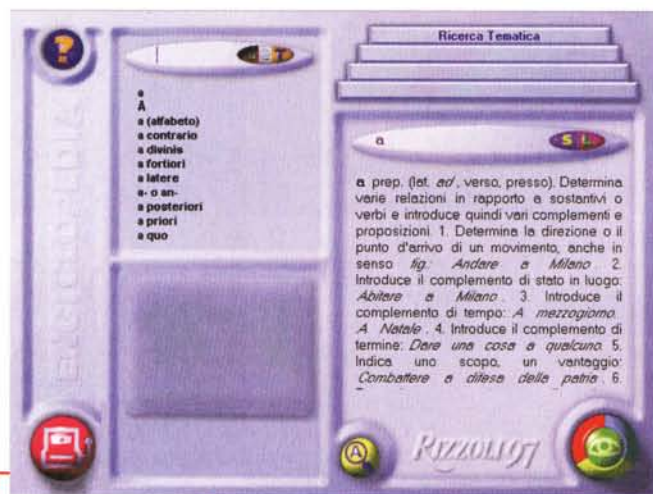 ?
T
a
A
a (alfabeto)
a contrario
a divinis
a fortiori
a latere
a- o an-
a posteriori
a priori
a quo
ENCICLOPEDIA
Ricerca Tematica
a
S L
a prep. (lat. ad, verso, presso). Determina
varie relazioni in rapporto a sostantivi o
verbi e introduce quindi vari complementi e
proposizioni. 1. Determina la direzione o il
punto d'arrivo di un movimento, anche in
senso fig.: Andare a Milano. 2.
Introduce il complemento di stato in luogo:
Abitare a Milano. 3. Introduce il
complemento di tempo: A mezzogiorno.
A Natale. 4. Introduce il complemento di
termine: Dare una cosa a qualcuno. 5.
Indica uno scopo, un vantaggio:
Combattere a difesa della patria. 6.
A
RIZZOLI97